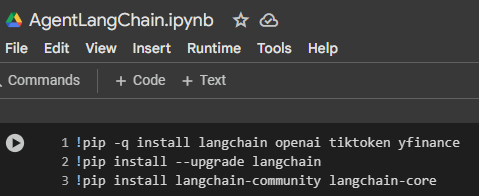 AgentLangChain.ipynb
File Edit View Insert Runtime Tools Help
Commands + Code + Text
1 !pip -q install langchain openai tiktoken yfinance
2 !pip install --upgrade langchain
3 !pip install langchain-community langchain-core